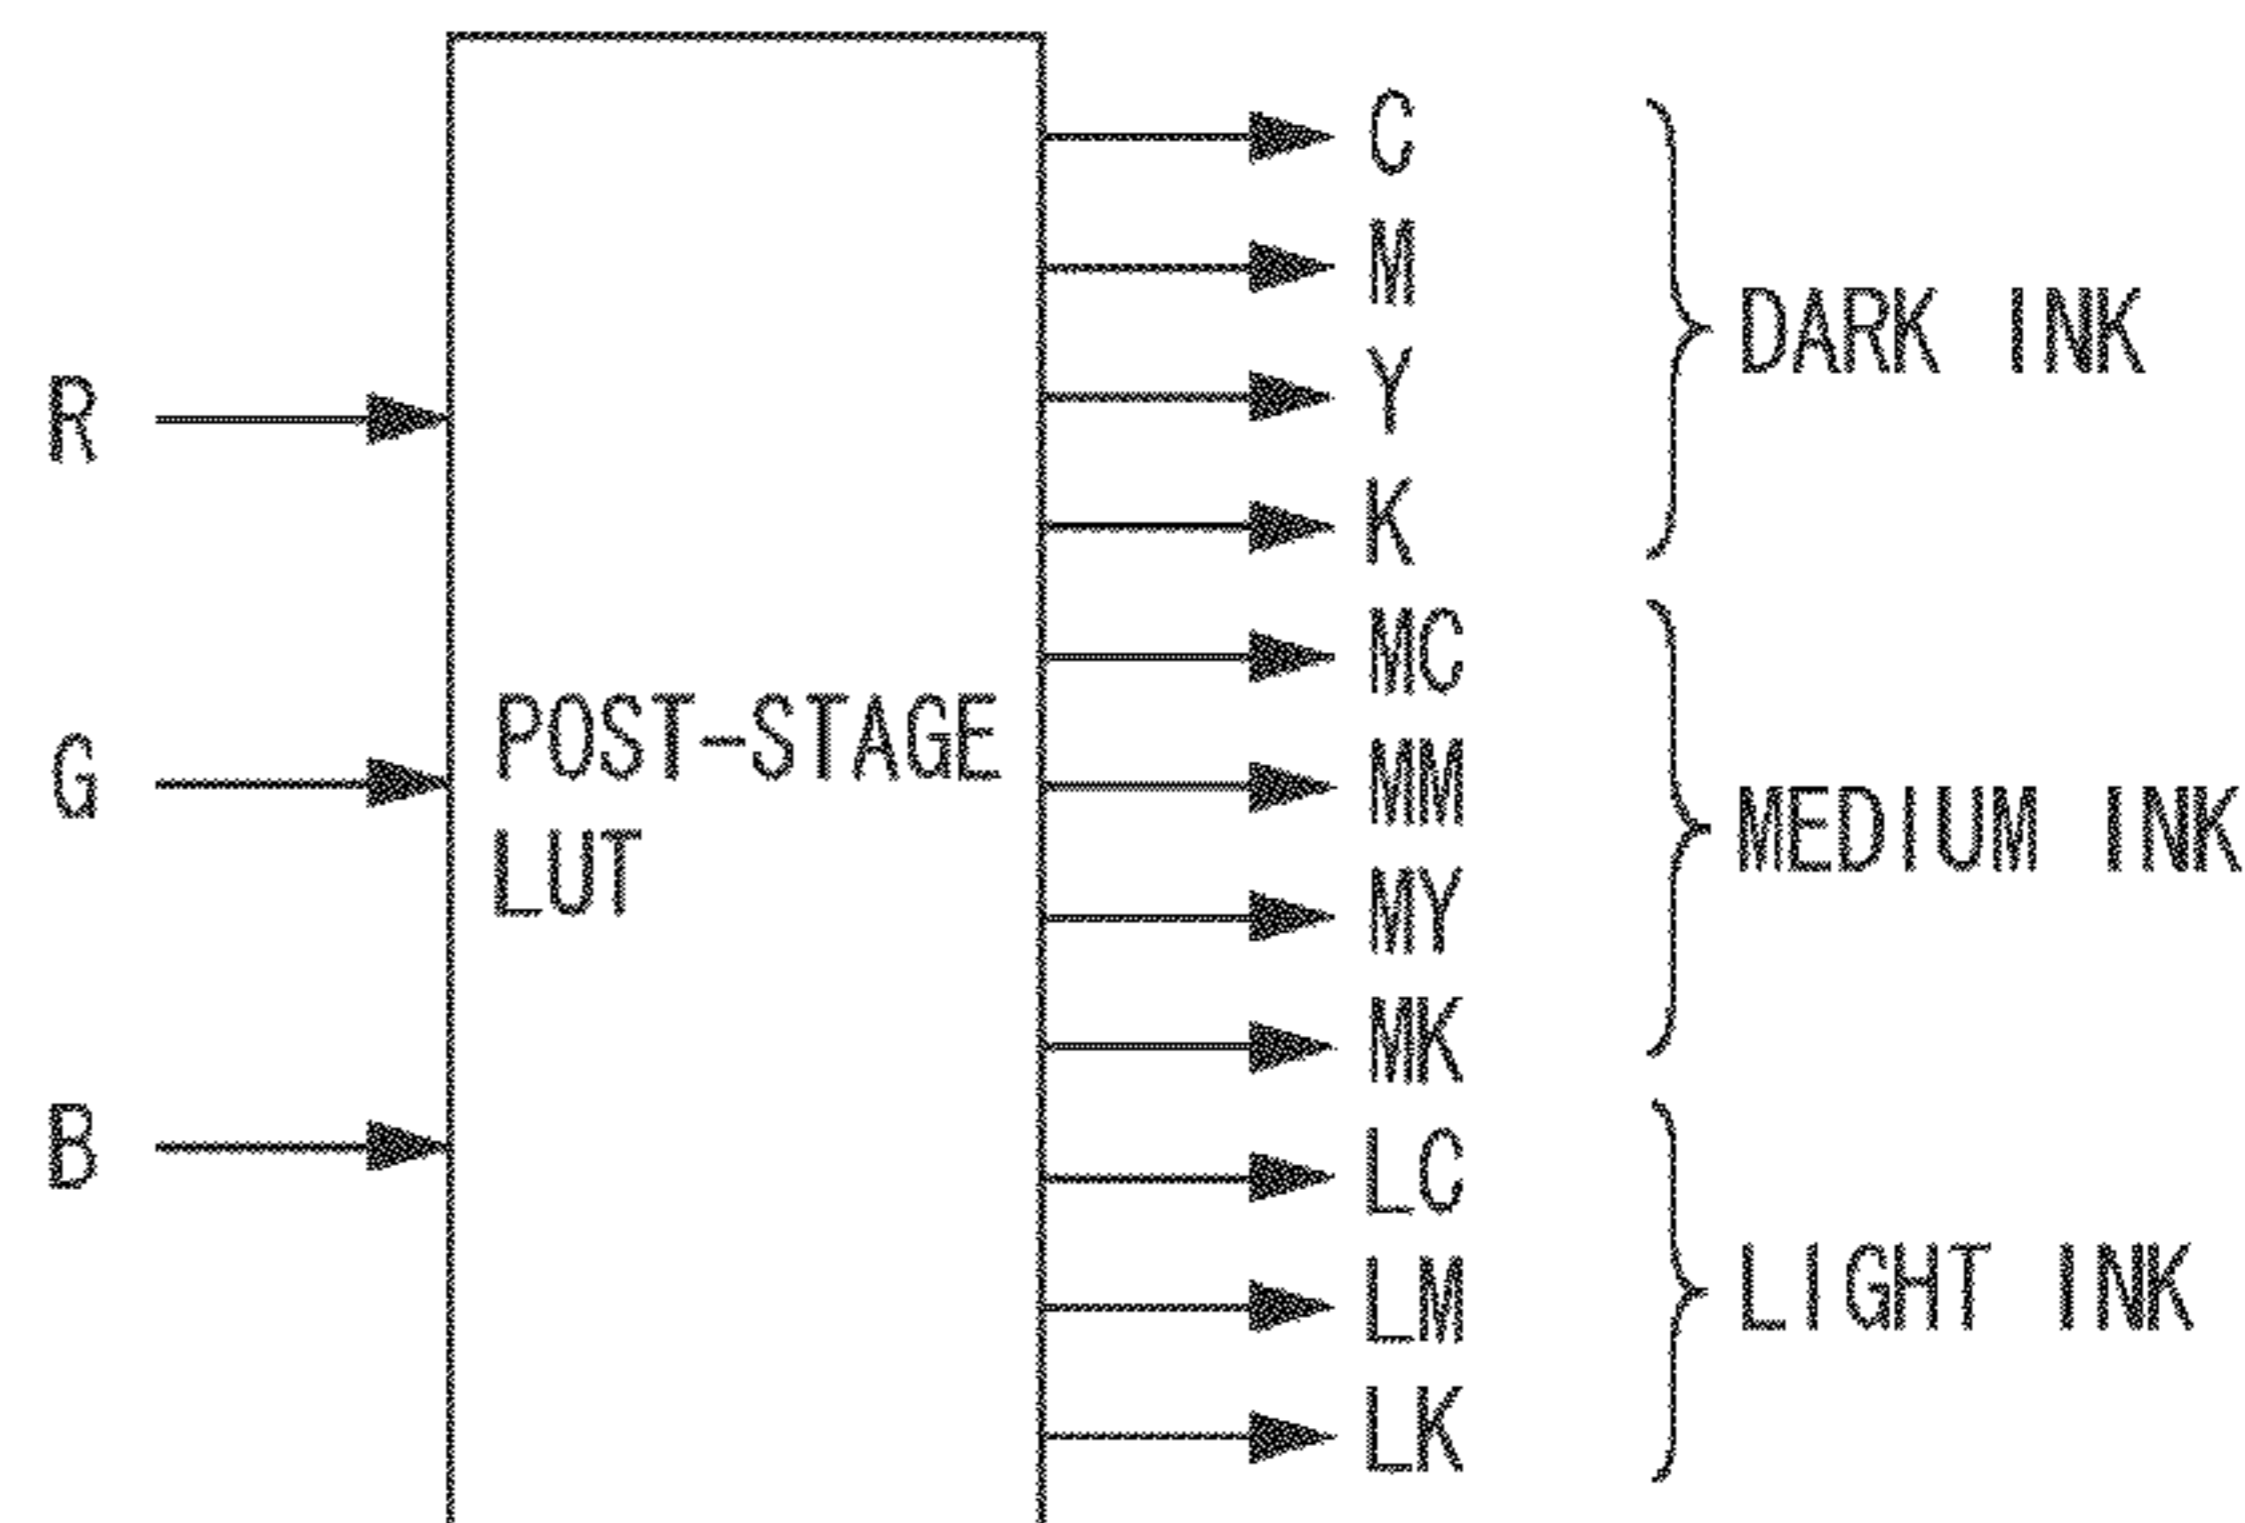 R
G
B
POST-STAGE
LUT
C
M
Y
K
MC
MM
MY
MK
LC
LM
LK
DARK INK
MEDIUM INK
LIGHT INK